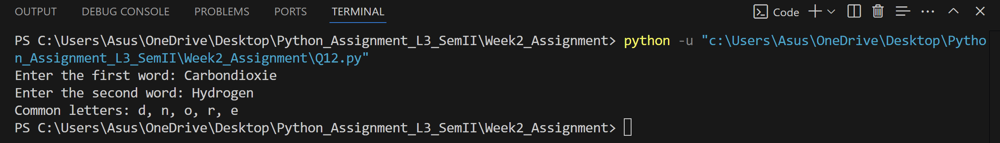 OUTPUT DEBUG CONSOLE PROBLEMS PORTS TERMINAL Code
PS C:\Users\Asus\OneDrive\Desktop\Python_Assignment_L3_SemII\Week2_Assignment> python -u "c:\Users\Asus\OneDrive\Desktop\Pytho
n_Assignment_L3_SemII\Week2_Assignment\Q12.py"
Enter the first word: Carbondioxie
Enter the second word: Hydrogen
Common letters: d, n, o, r, e
PS C:\Users\Asus\OneDrive\Desktop\Python_Assignment_L3_SemII\Week2_Assignment>